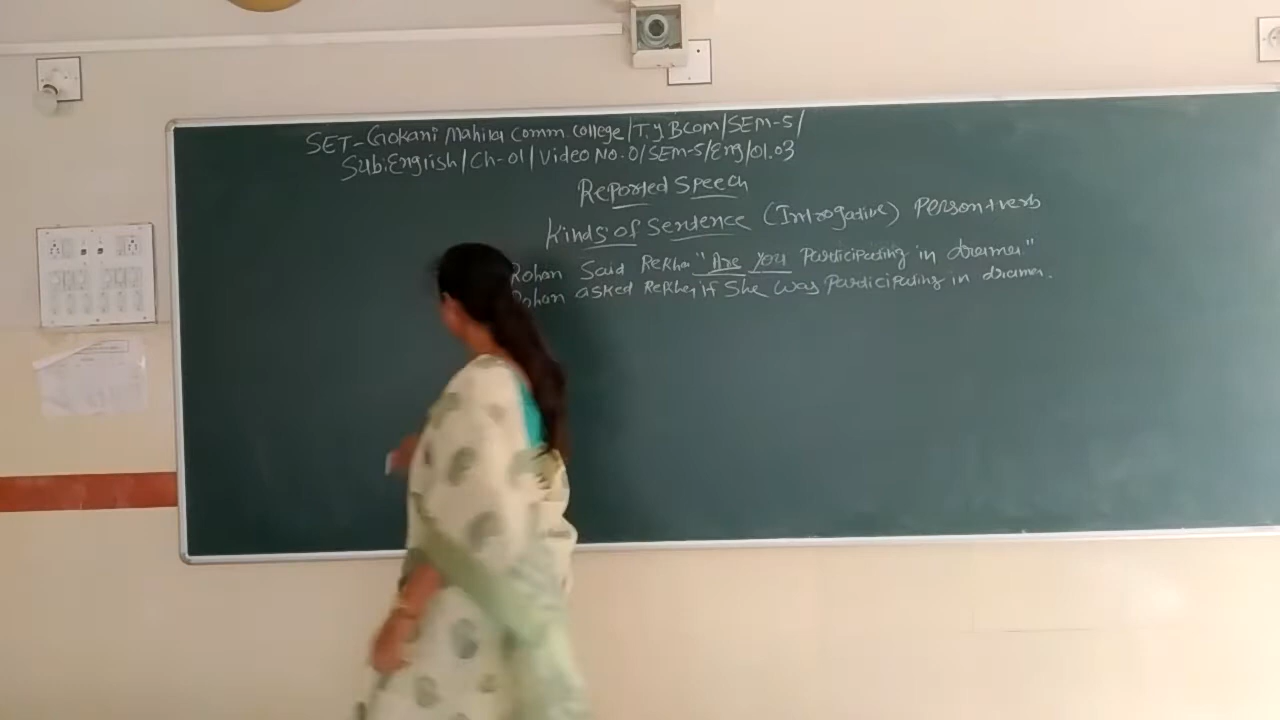 SET-Gokani Mahila Comm. College/T.Y BCom/SEM-5/
Sub:English/Ch-01/Video No.0/SEM-5/Eng/01.03
Reported Speech
Kinds of Sentence (Introgative) Person+verb
Rohan Said Rekha "Are you Participating in drama"
Rohan asked Rekha if She was Participating in drama.